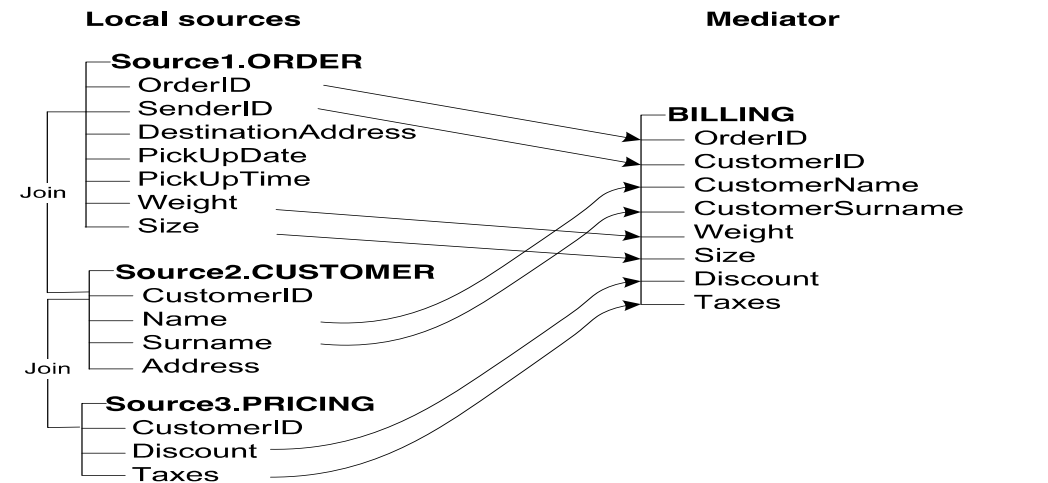 Local sources
Mediator
Source1.ORDER
OrderID
SenderID
DestinationAddress
PickUpDate
PickUpTime
Weight
Size
Join
Source2.CUSTOMER
CustomerID
Name
Surname
Address
Join
Source3.PRICING
CustomerID
Discount
Taxes
BILLING
OrderID
CustomerID
CustomerName
CustomerSurname
Weight
Size
Discount
Taxes